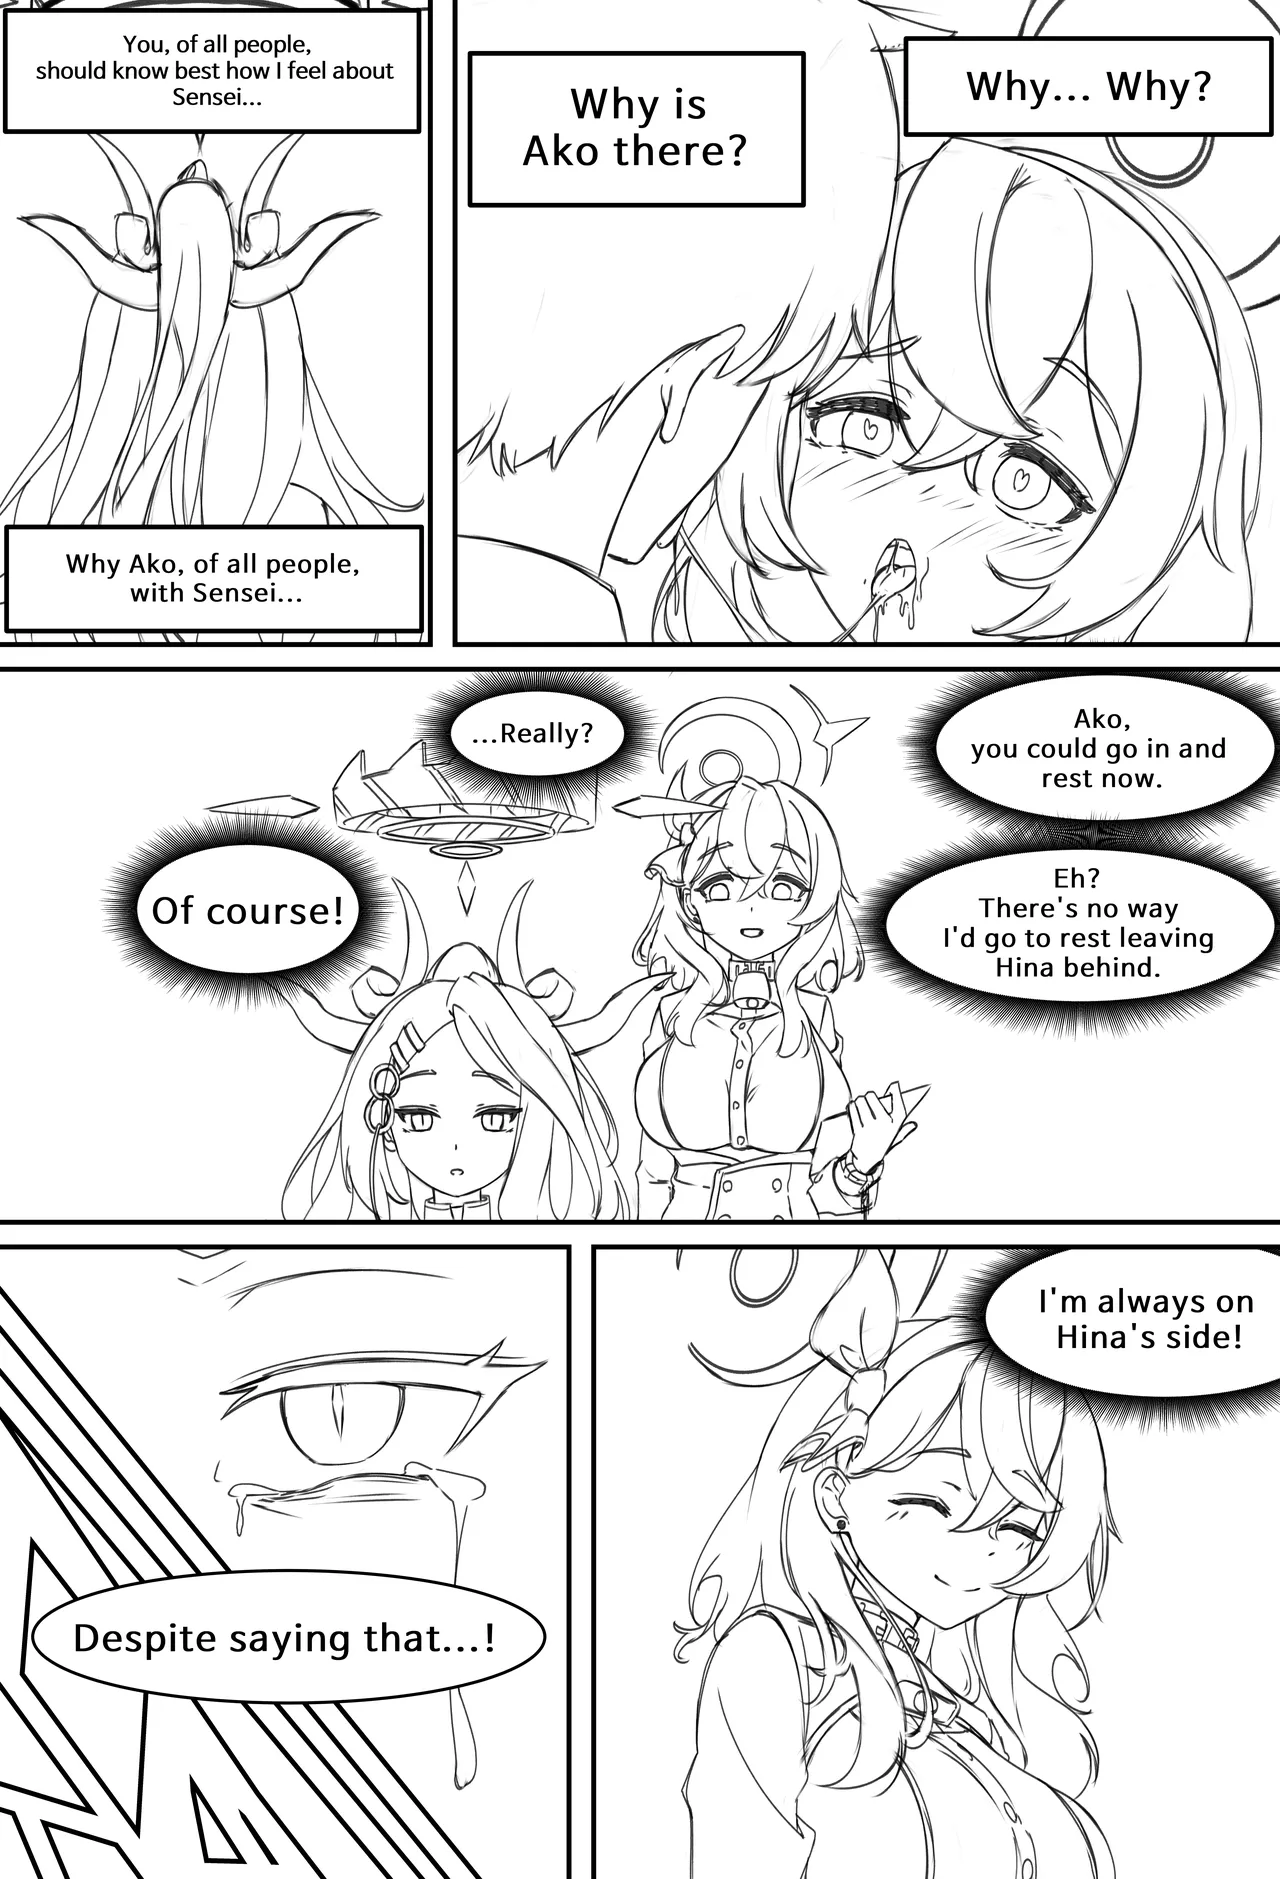 Why... Why?
Why is
Ako there?
You, of all people,
should know best how I feel about
Sensei...
Why Ako, of all people,
with Sensei...
Ako,
you could go in and
rest now.
Eh?
There's no way
I'd go to rest leaving
Hina behind.
...Really?
Of course!
I'm always on
Hina's side!
Despite saying that...!